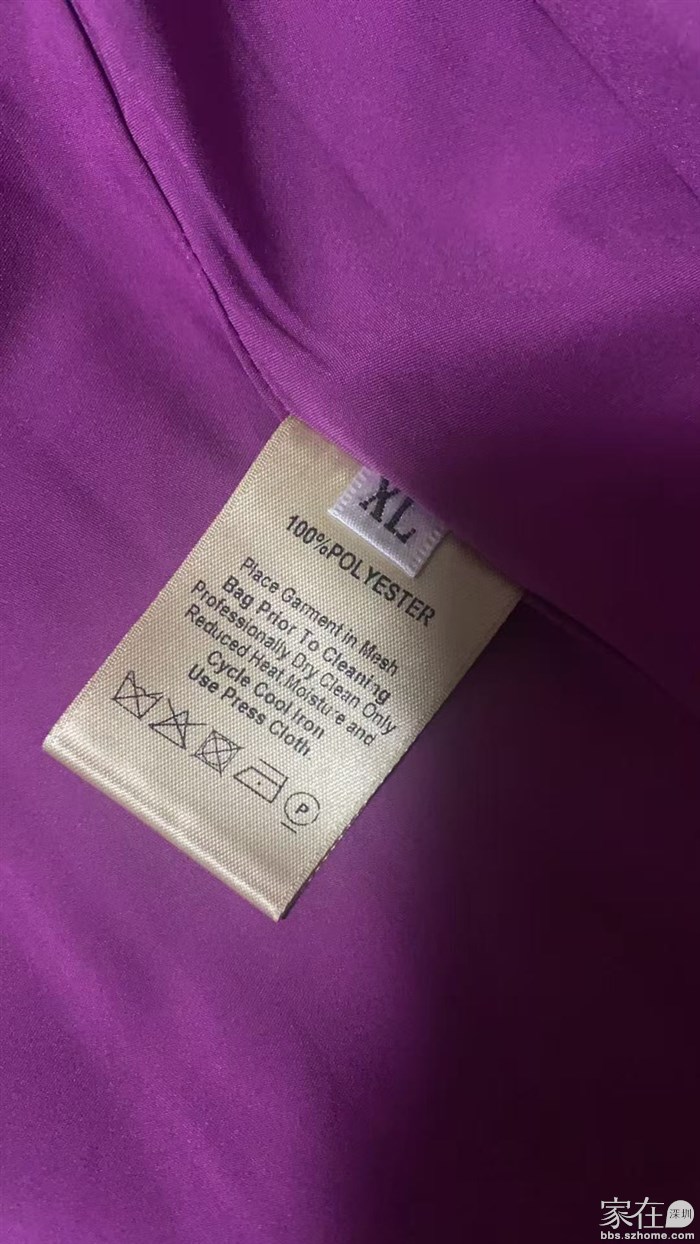 XL
100%POLYESTER
Place Garment in Mesh
Bag Prior To Cleaning
Professionally Dry Clean Only
Reduced Heat Moisture and
Cycle Cool Iron
Use Press Cloth.
P
家在深圳
bbs.szhome.com